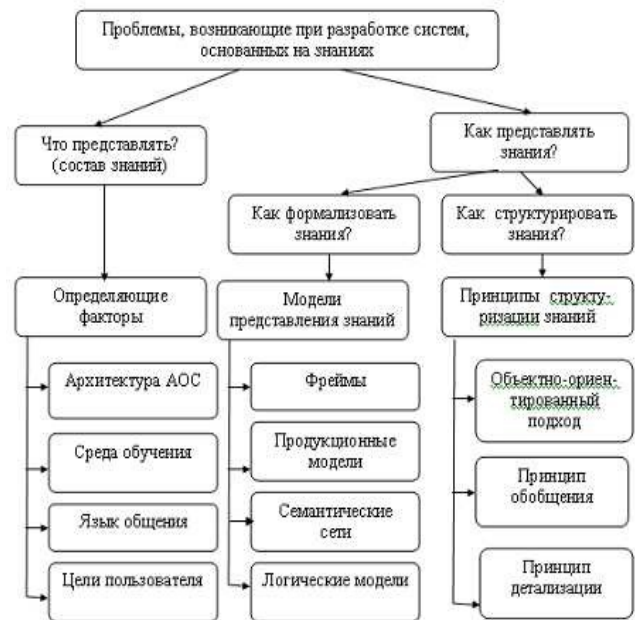 Проблемы, возникающие при разработке систем,
основанных на знаниях
Что представлять?
(состав знаний)
Как представлять
знания?
Как формализовать
знания?
Как структурировать
знания?
Определяющие
факторы
Модели
представления знаний
Принципы структу-
ризации знаний
Архитектура АОС
Среда обучения
Язык общения
Цели пользователя
Фреймы
Продукционные
модели
Семантические
сети
Логические модели
Объектно-ориен-
тированный
подход
Принцип
обобщения
Принцип
детализации